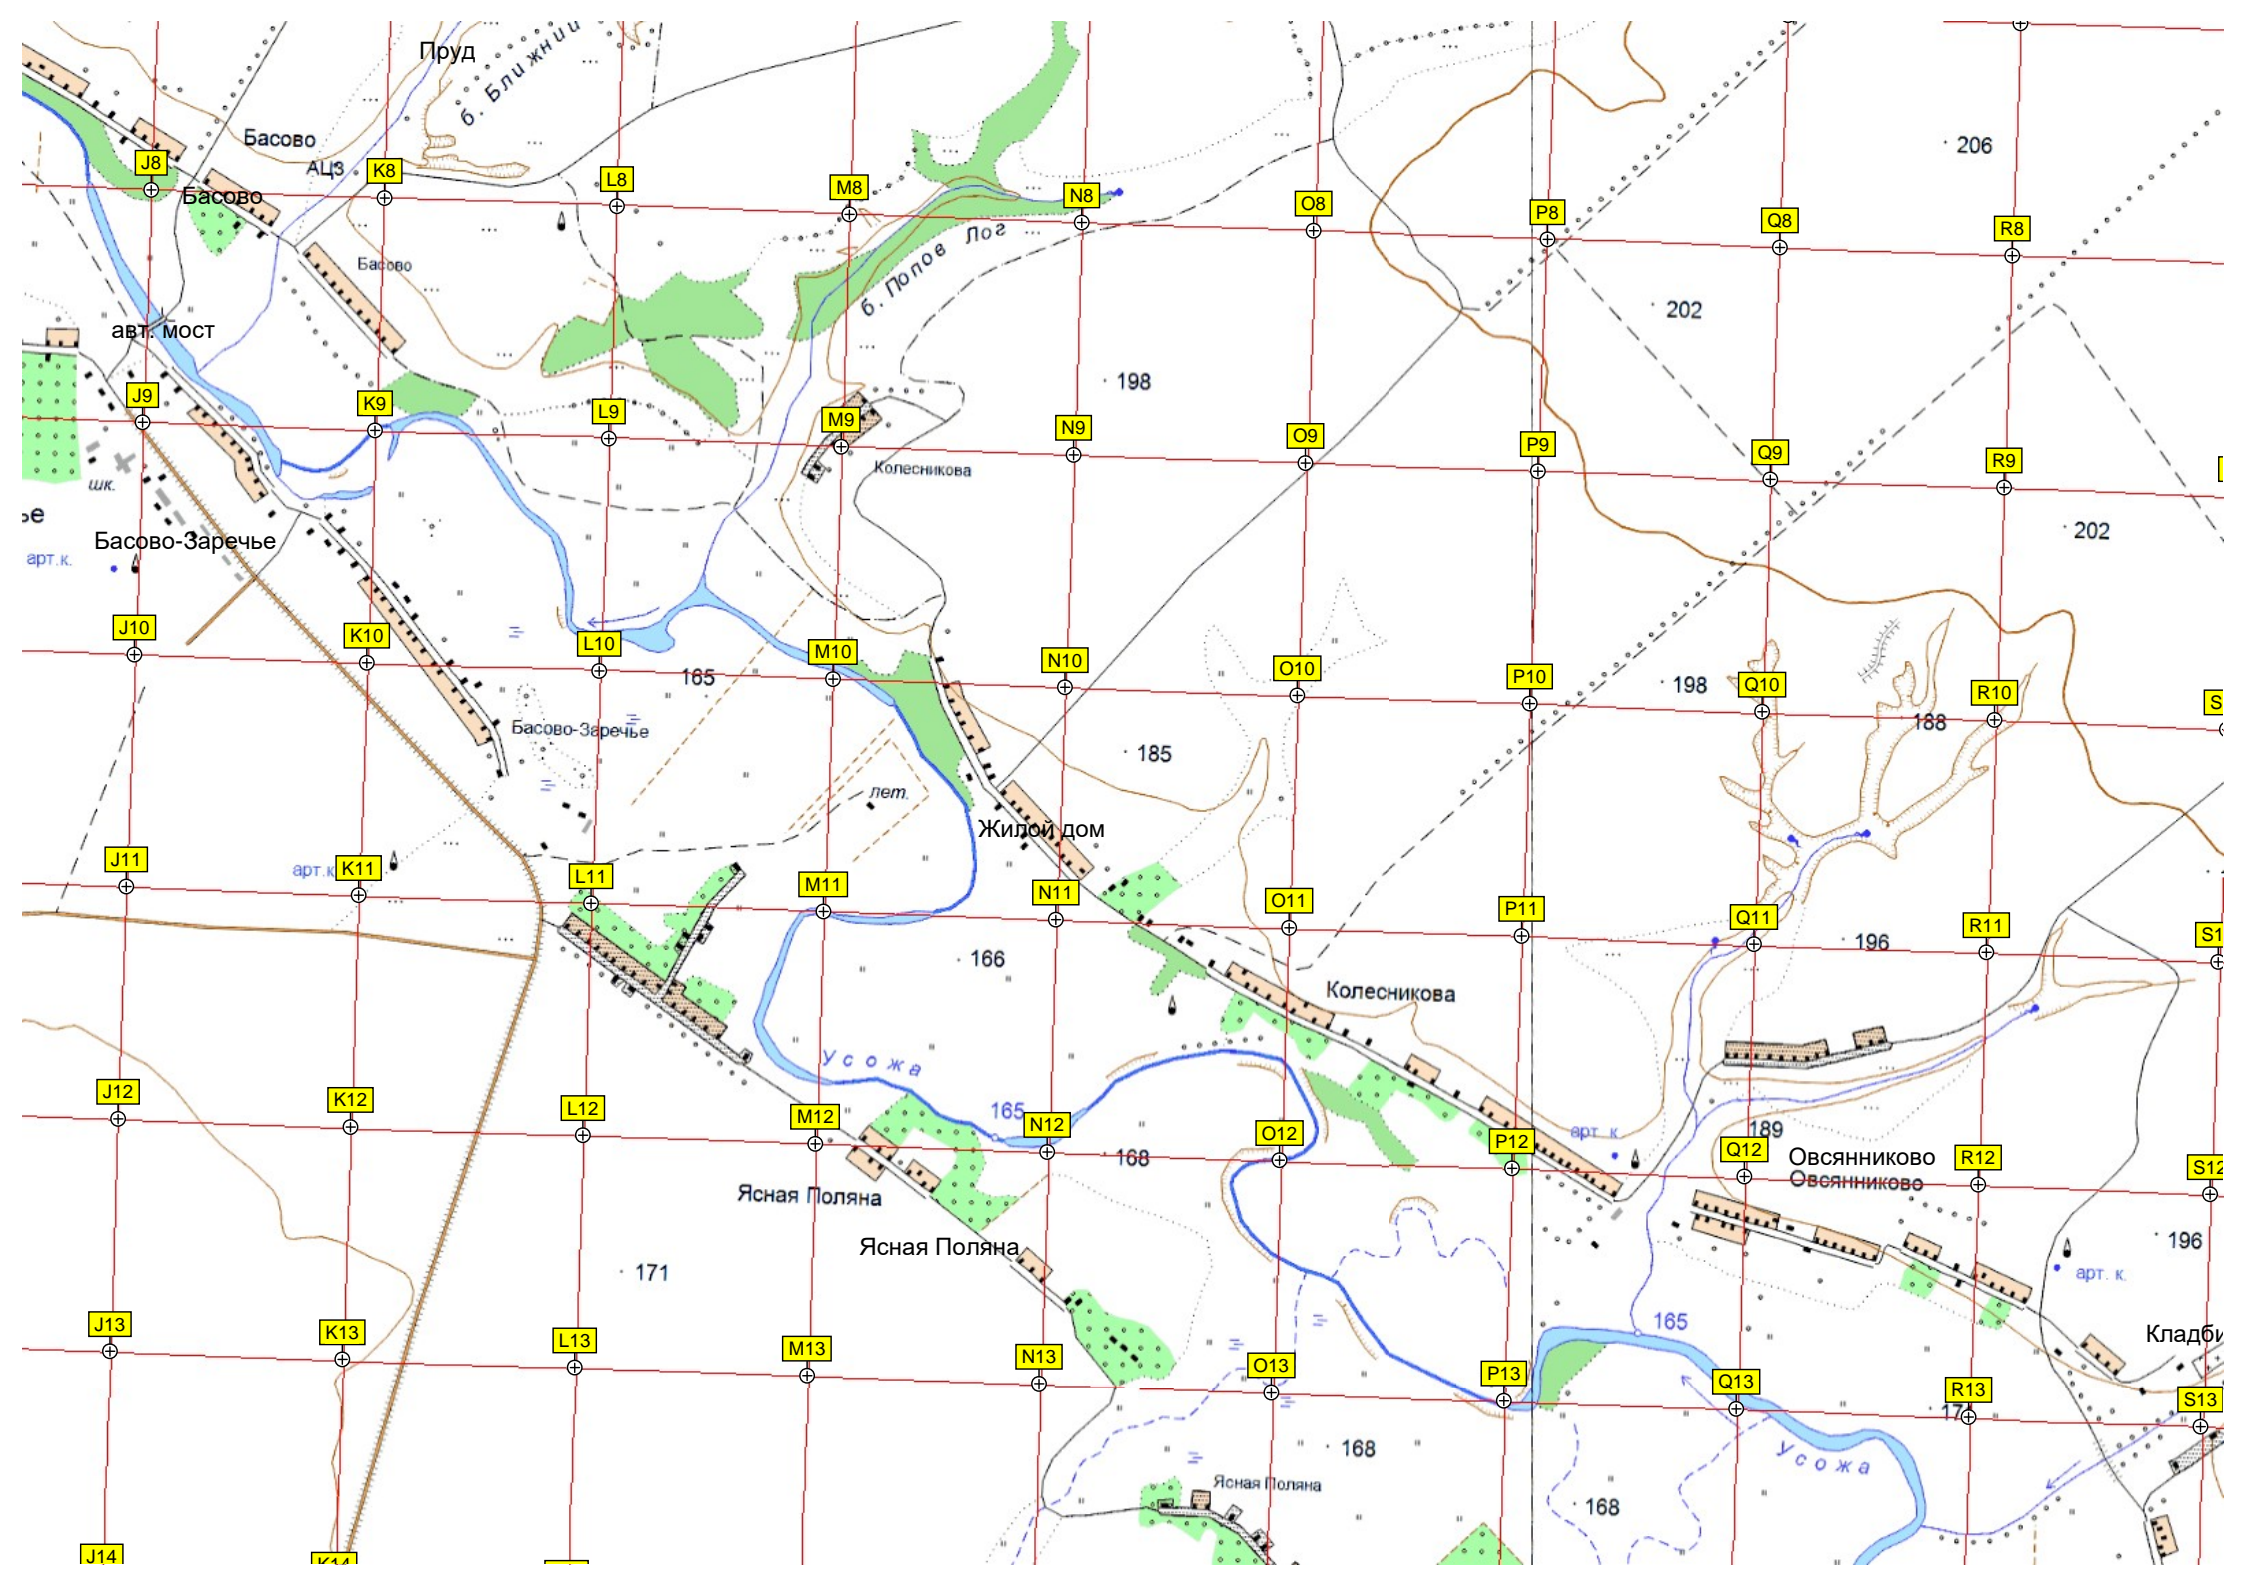 Пруд
б. Ближний
Басово
АЦЗ
206
J8
K8
L8
M8
N8
O8
P8
Q8
R8
Басово
б. Попов Лог
Басово
202
авт. мост
198
J9
K9
L9
M9
N9
O9
P9
Q9
R9
Колесникова
шк.
ье
202
Басово-Заречье
арт.к.
J10
K10
L10
M10
N10
O10
P10
Q10
R10
S
165
198
188
Басово-Заречье
185
лет.
Жилой дом
арт.к
J11
K11
L11
M11
N11
O11
P11
Q11
R11
S1
196
166
Колесникова
Усожа
J12
K12
L12
M12
N12
O12
P12
Q12
R12
S12
165
168
арт. к.
189
Овсянниково
Овсянниково
Ясная Поляна
Ясная Поляна
196
171
арт. к.
165
Кладби
J13
K13
L13
M13
N13
O13
P13
Q13
R13
S13
17
168
Усожа
Ясная Поляна
168
J14
K14